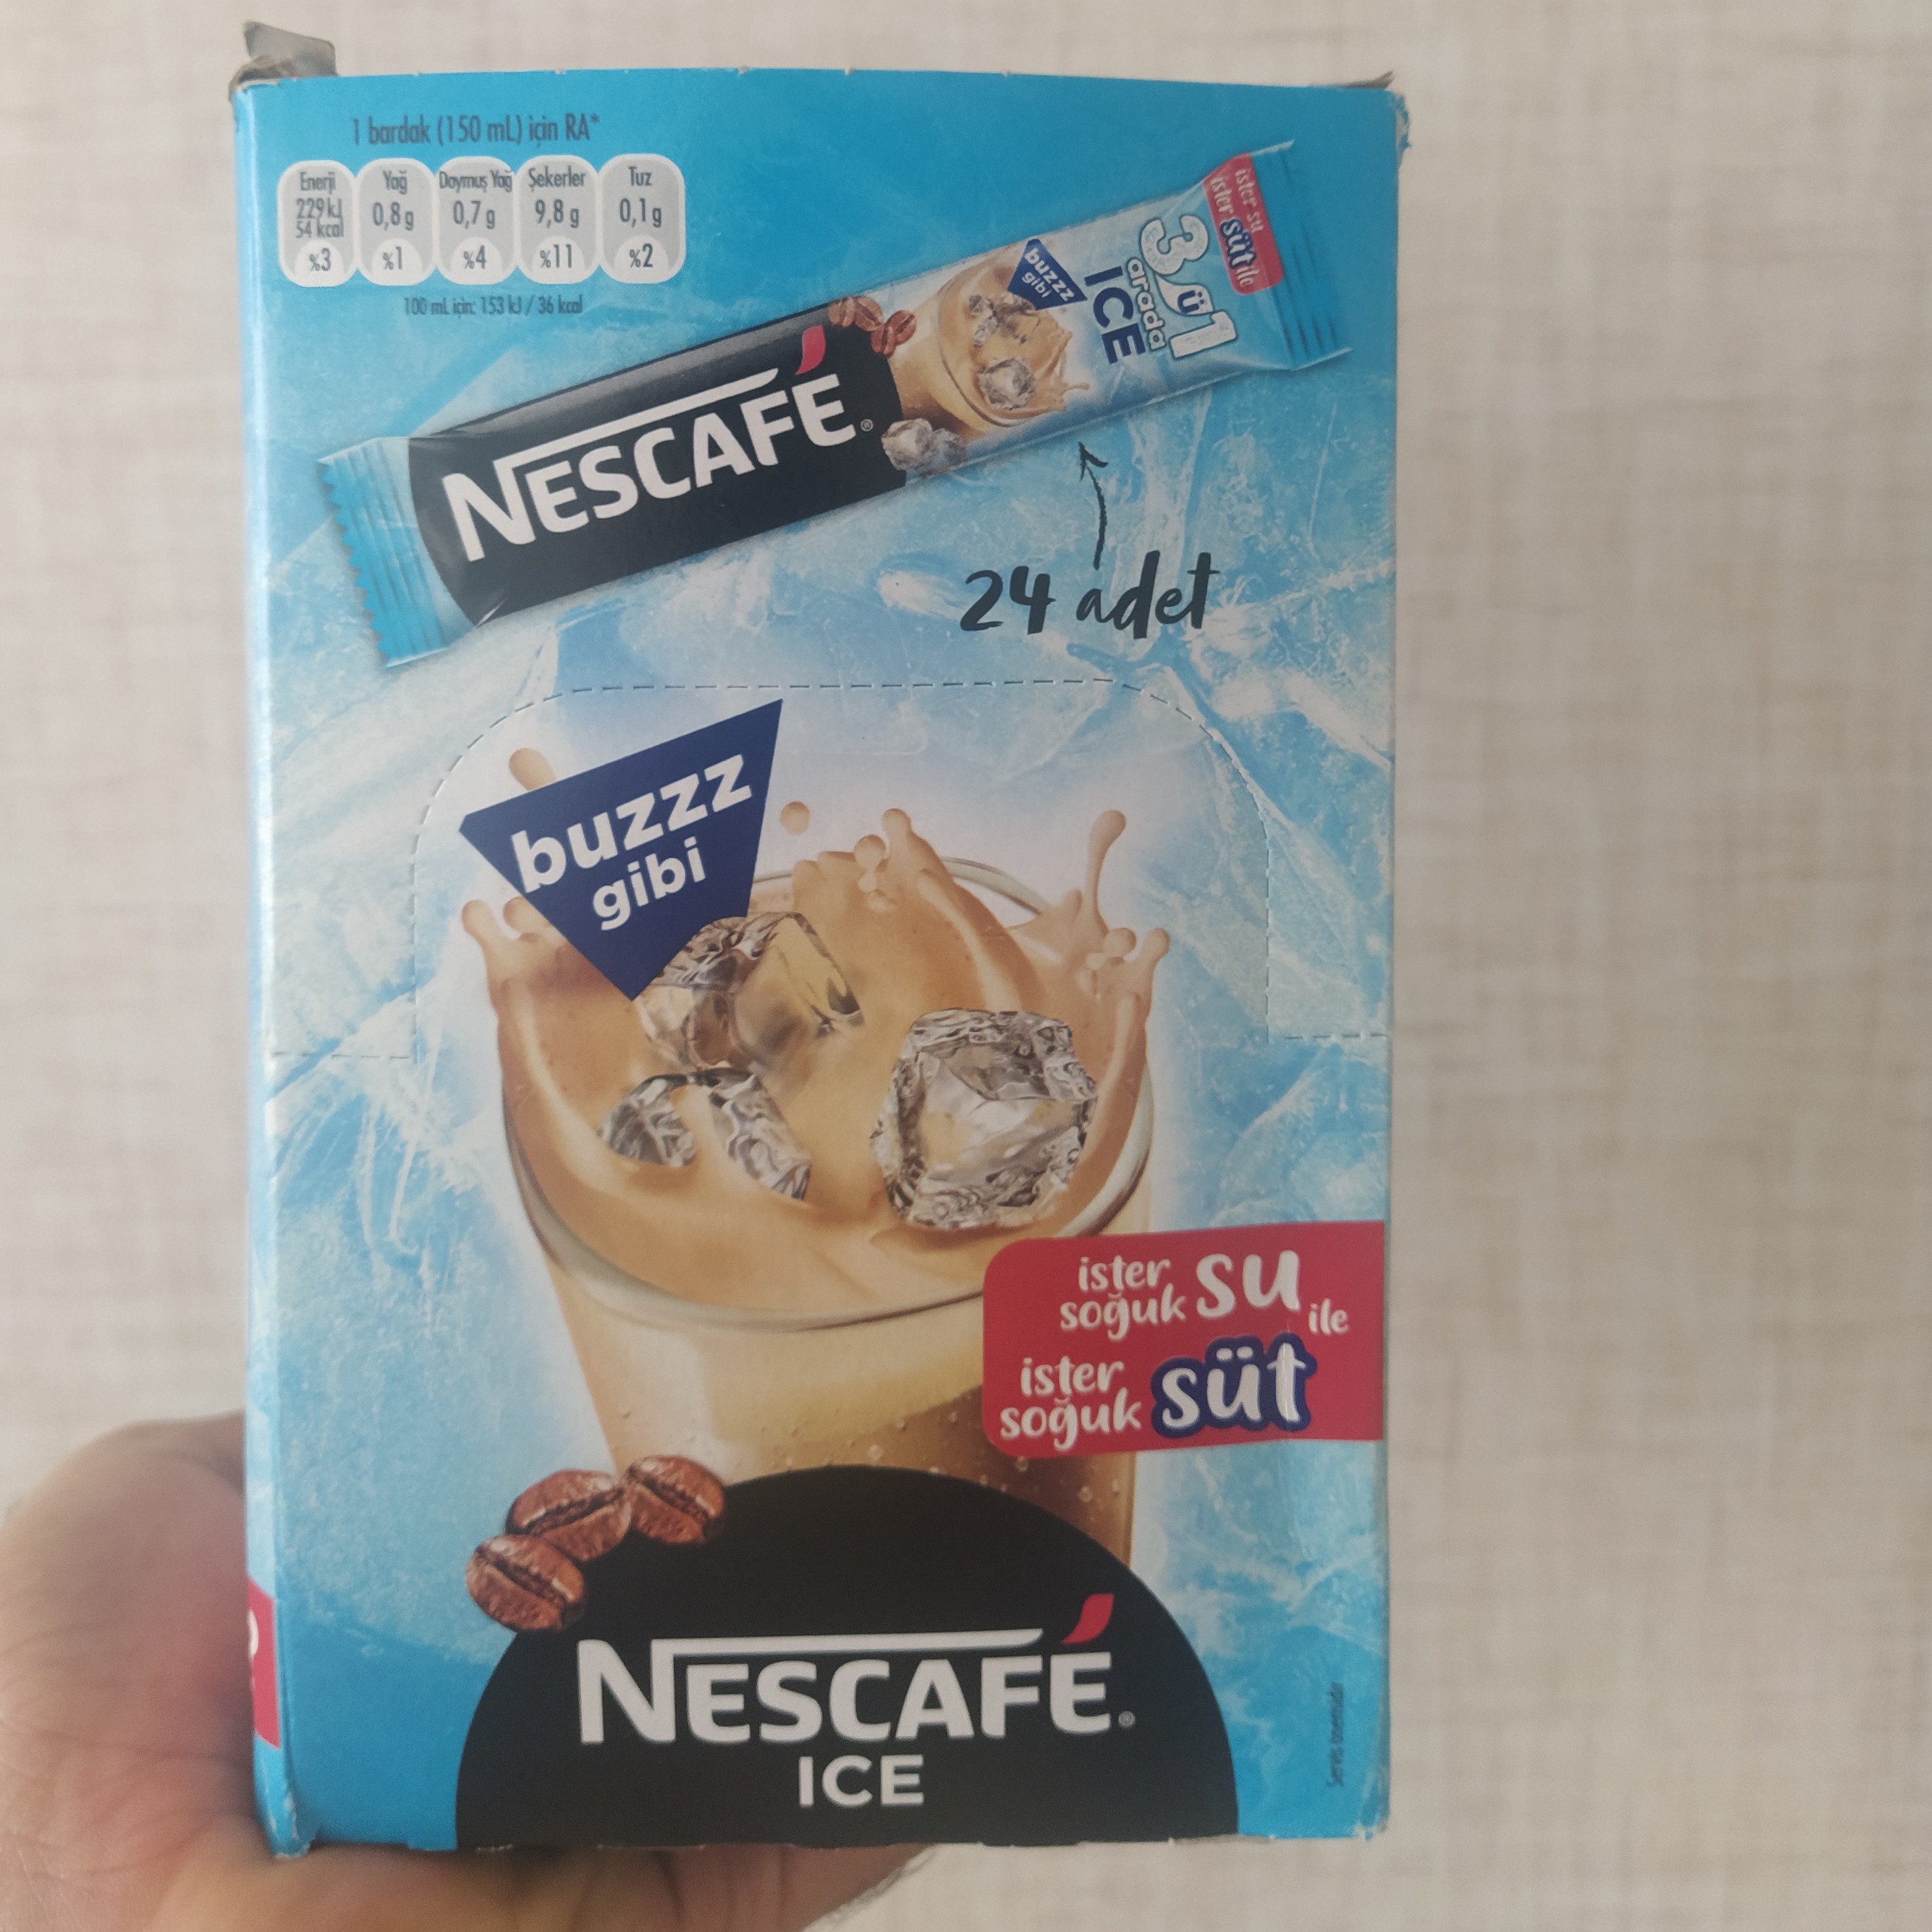 1 bardak (150 mL) için RA*
Enerji Yağ Doymuş Yağ Şekerler Tuz
229 kJ
54 kcal 0,8 g 0,7 g 9,8 g 0,1 g
%3 %1 %4 %11 %2
100 mL için: 153 kJ / 36 kcal
NESCAFÉ®
buzzz
gibi
3ü1
arada
ICE
ister su
ister süt ile
24 adet
buzzz
gibi
ister
soğuk su ile
ister
soğuk süt
NESCAFÉ®
ICE
Servis önerisidir